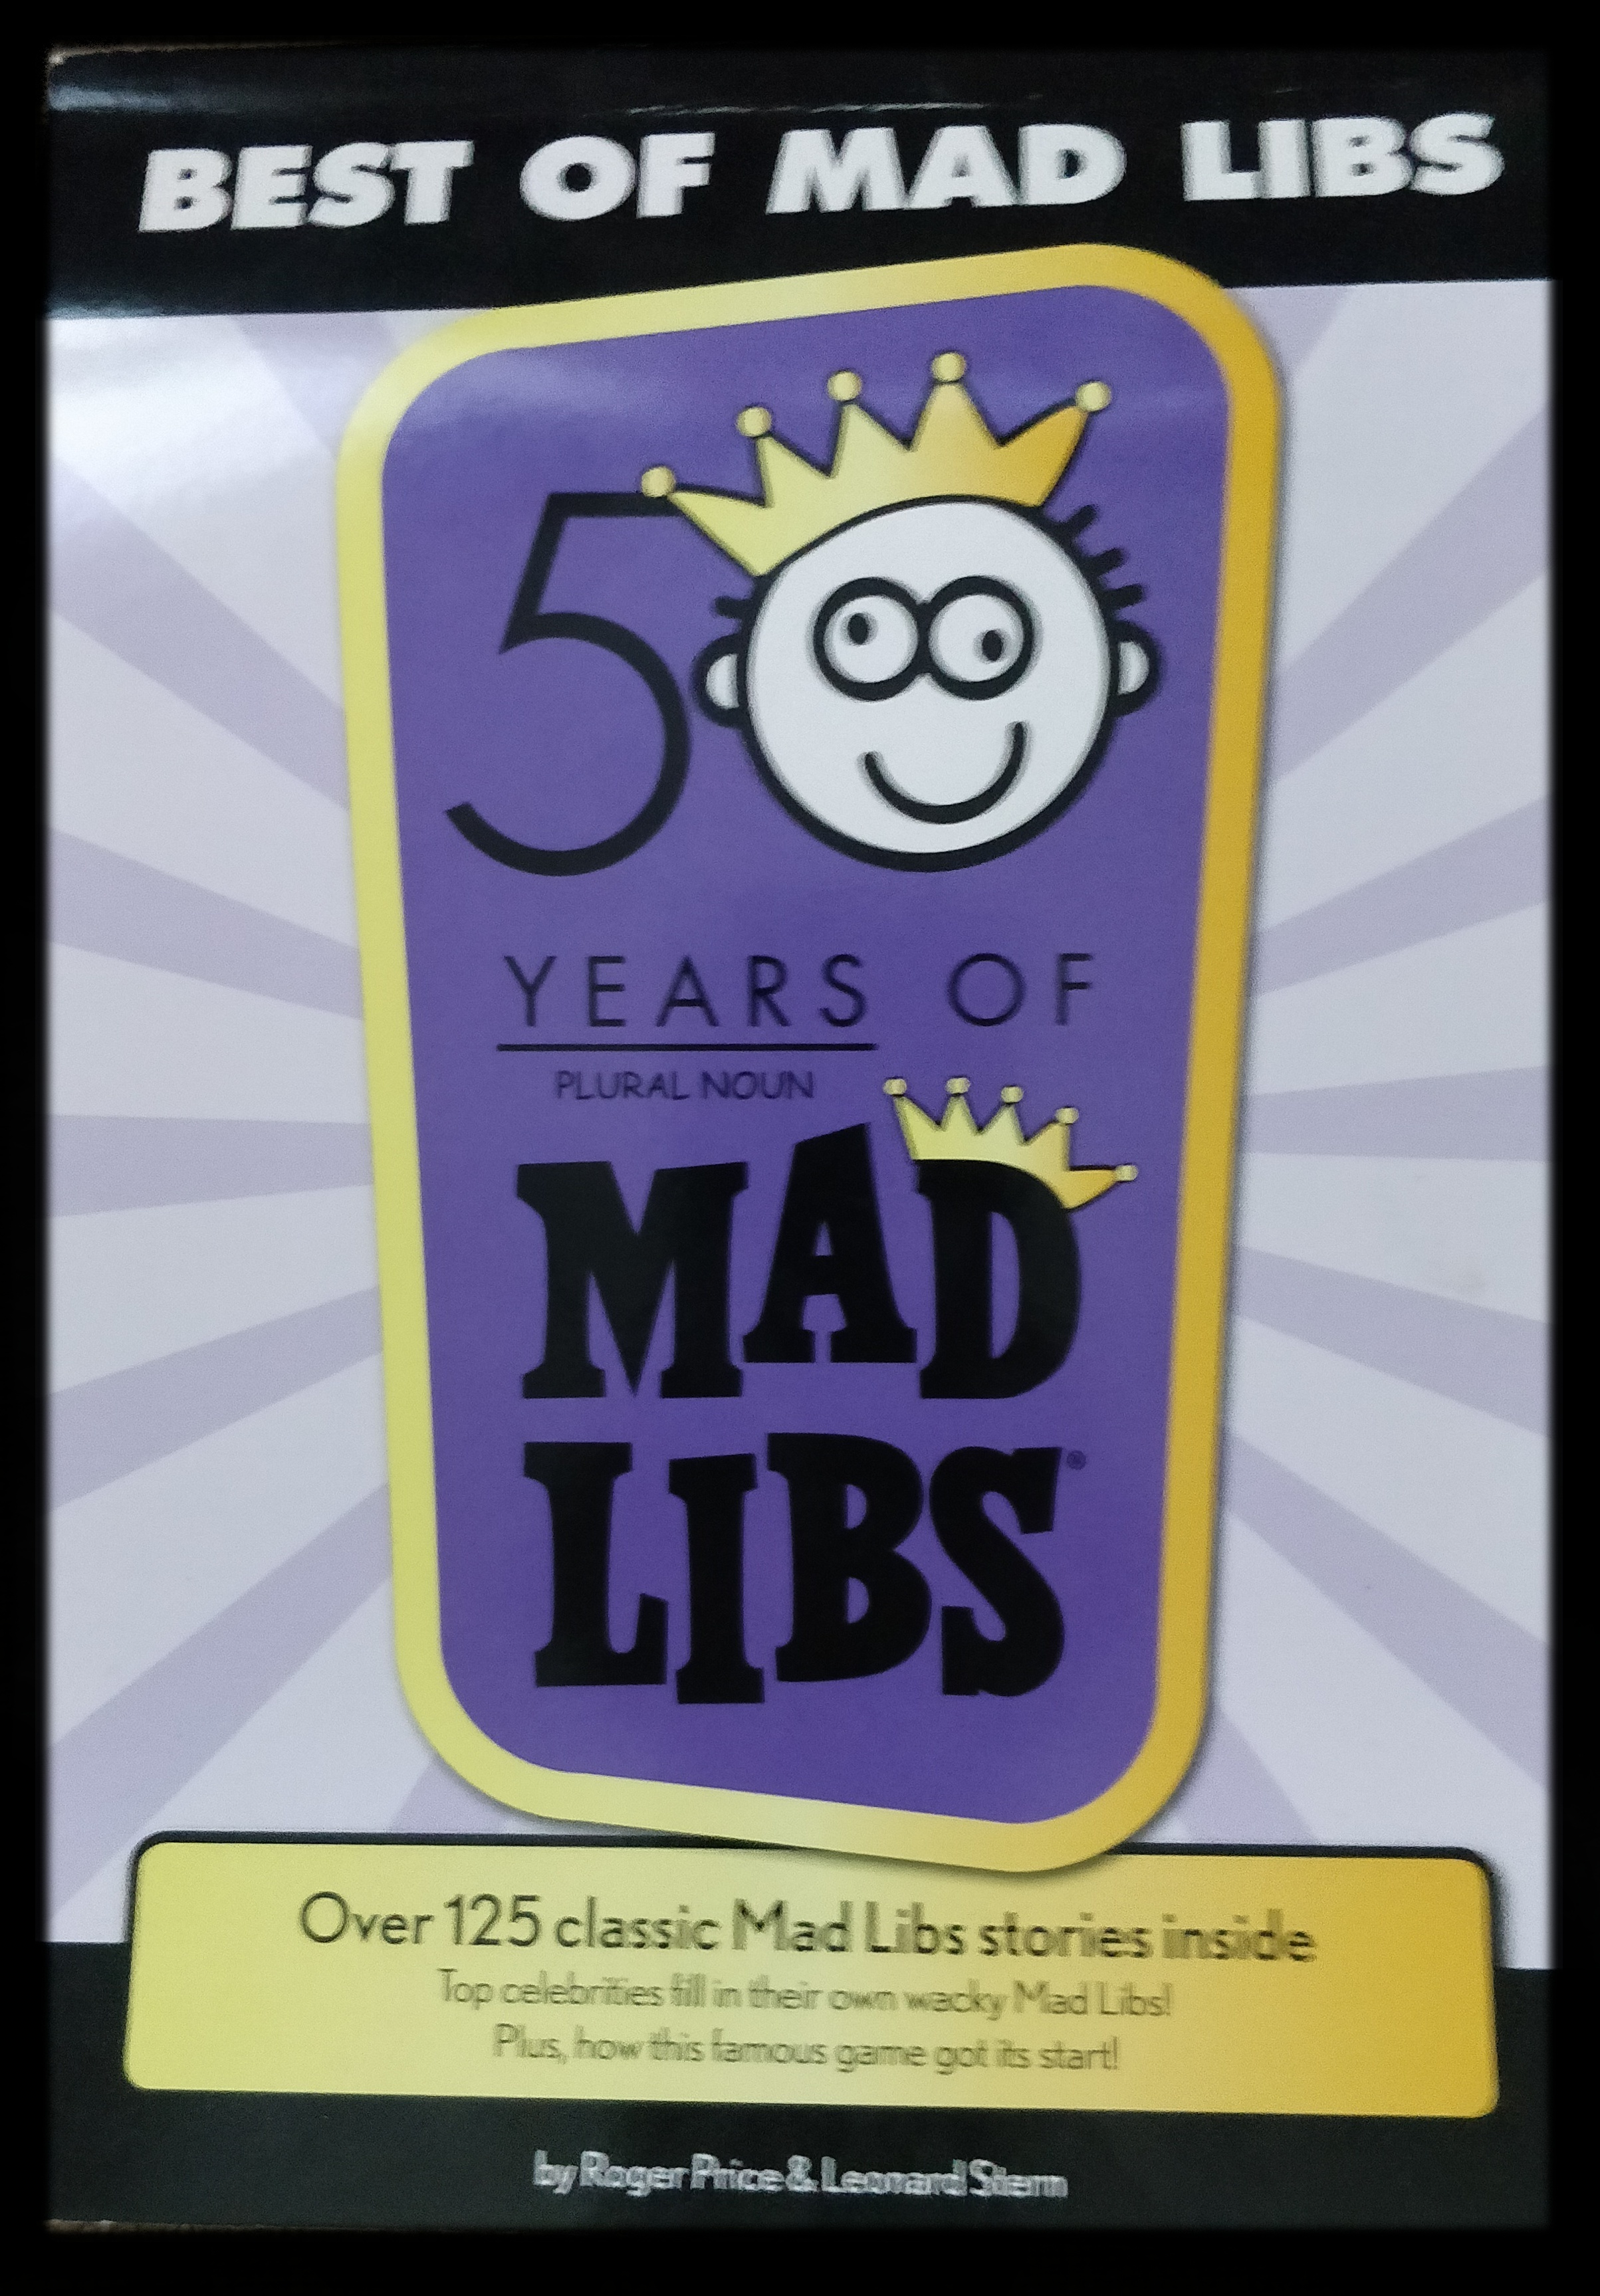 BEST OF MAD LIBS
50
YEARS OF
PLURAL NOUN
MAD
LIBS®
Over 125 classic Mad Libs stories inside
Top celebrities fill in their own wacky Mad Libs!
Plus, how this famous game got its start!
by Roger Price & Leonard Stern